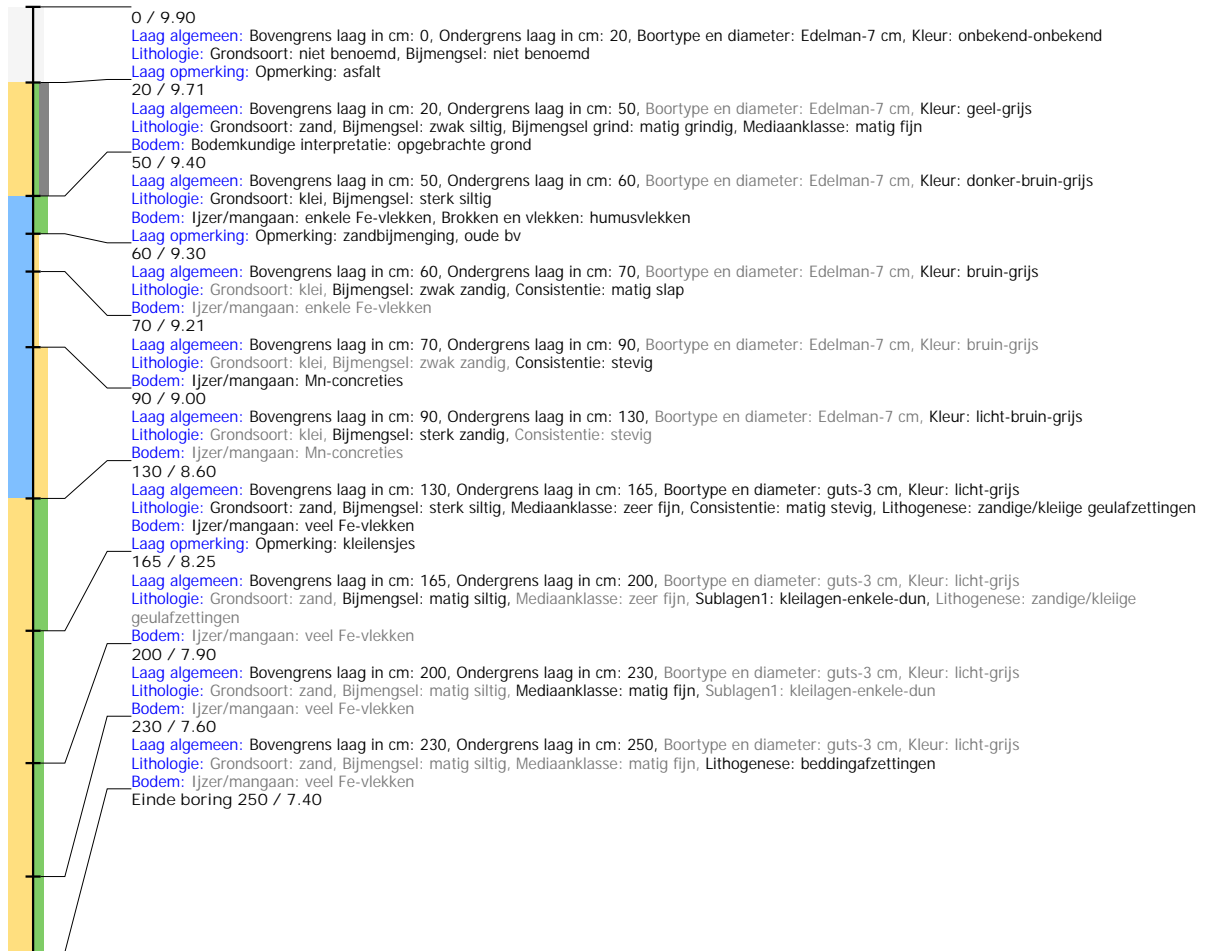 0 / 9.90
Laag algemeen: Bovengrens laag in cm: 0, Ondergrens laag in cm: 20, Boortype en diameter: Edelman-7 cm, Kleur: onbekend-onbekend
Lithologie: Grondsoort: niet benoemd, Bijmengsel: niet benoemd
Laag opmerking: Opmerking: asfalt
20 / 9.71
Laag algemeen: Bovengrens laag in cm: 20, Ondergrens laag in cm: 50, Boortype en diameter: Edelman-7 cm, Kleur: geel-grijs
Lithologie: Grondsoort: zand, Bijmengsel: zwak siltig, Bijmengsel grind: matig grindig, Mediaanklasse: matig fijn
Bodem: Bodemkundige interpretatie: opgebrachte grond
50 / 9.40
Laag algemeen: Bovengrens laag in cm: 50, Ondergrens laag in cm: 60, Boortype en diameter: Edelman-7 cm, Kleur: donker-bruin-grijs
Lithologie: Grondsoort: klei, Bijmengsel: sterk siltig
Bodem: Ijzer/mangaan: enkele Fe-vlekken, Brokken en vlekken: humusvlekken
Laag opmerking: Opmerking: zandbijmenging, oude bv
60 / 9.30
Laag algemeen: Bovengrens laag in cm: 60, Ondergrens laag in cm: 70, Boortype en diameter: Edelman-7 cm, Kleur: bruin-grijs
Lithologie: Grondsoort: klei, Bijmengsel: zwak zandig, Consistentie: matig slap
Bodem: Ijzer/mangaan: enkele Fe-vlekken
70 / 9.21
Laag algemeen: Bovengrens laag in cm: 70, Ondergrens laag in cm: 90, Boortype en diameter: Edelman-7 cm, Kleur: bruin-grijs
Lithologie: Grondsoort: klei, Bijmengsel: zwak zandig, Consistentie: stevig
Bodem: Ijzer/mangaan: Mn-concreties
90 / 9.00
Laag algemeen: Bovengrens laag in cm: 90, Ondergrens laag in cm: 130, Boortype en diameter: Edelman-7 cm, Kleur: licht-bruin-grijs
Lithologie: Grondsoort: klei, Bijmengsel: sterk zandig, Consistentie: stevig
Bodem: Ijzer/mangaan: Mn-concreties
130 / 8.60
Laag algemeen: Bovengrens laag in cm: 130, Ondergrens laag in cm: 165, Boortype en diameter: guts-3 cm, Kleur: licht-grijs
Lithologie: Grondsoort: zand, Bijmengsel: sterk siltig, Mediaanklasse: zeer fijn, Consistentie: matig stevig, Lithogenese: zandige/kleiige geulafzettingen
Bodem: Ijzer/mangaan: veel Fe-vlekken
Laag opmerking: Opmerking: kleilensjes
165 / 8.25
Laag algemeen: Bovengrens laag in cm: 165, Ondergrens laag in cm: 200, Boortype en diameter: guts-3 cm, Kleur: licht-grijs
Lithologie: Grondsoort: zand, Bijmengsel: matig siltig, Mediaanklasse: zeer fijn, Sublagen1: kleilagen-enkele-dun, Lithogenese: zandige/kleiige
geulafzettingen
Bodem: Ijzer/mangaan: veel Fe-vlekken
200 / 7.90
Laag algemeen: Bovengrens laag in cm: 200, Ondergrens laag in cm: 230, Boortype en diameter: guts-3 cm, Kleur: licht-grijs
Lithologie: Grondsoort: zand, Bijmengsel: matig siltig, Mediaanklasse: matig fijn, Sublagen1: kleilagen-enkele-dun
Bodem: Ijzer/mangaan: veel Fe-vlekken
230 / 7.60
Laag algemeen: Bovengrens laag in cm: 230, Ondergrens laag in cm: 250, Boortype en diameter: guts-3 cm, Kleur: licht-grijs
Lithologie: Grondsoort: zand, Bijmengsel: matig siltig, Mediaanklasse: matig fijn, Lithogenese: beddingafzettingen
Bodem: Ijzer/mangaan: veel Fe-vlekken
Einde boring 250 / 7.40